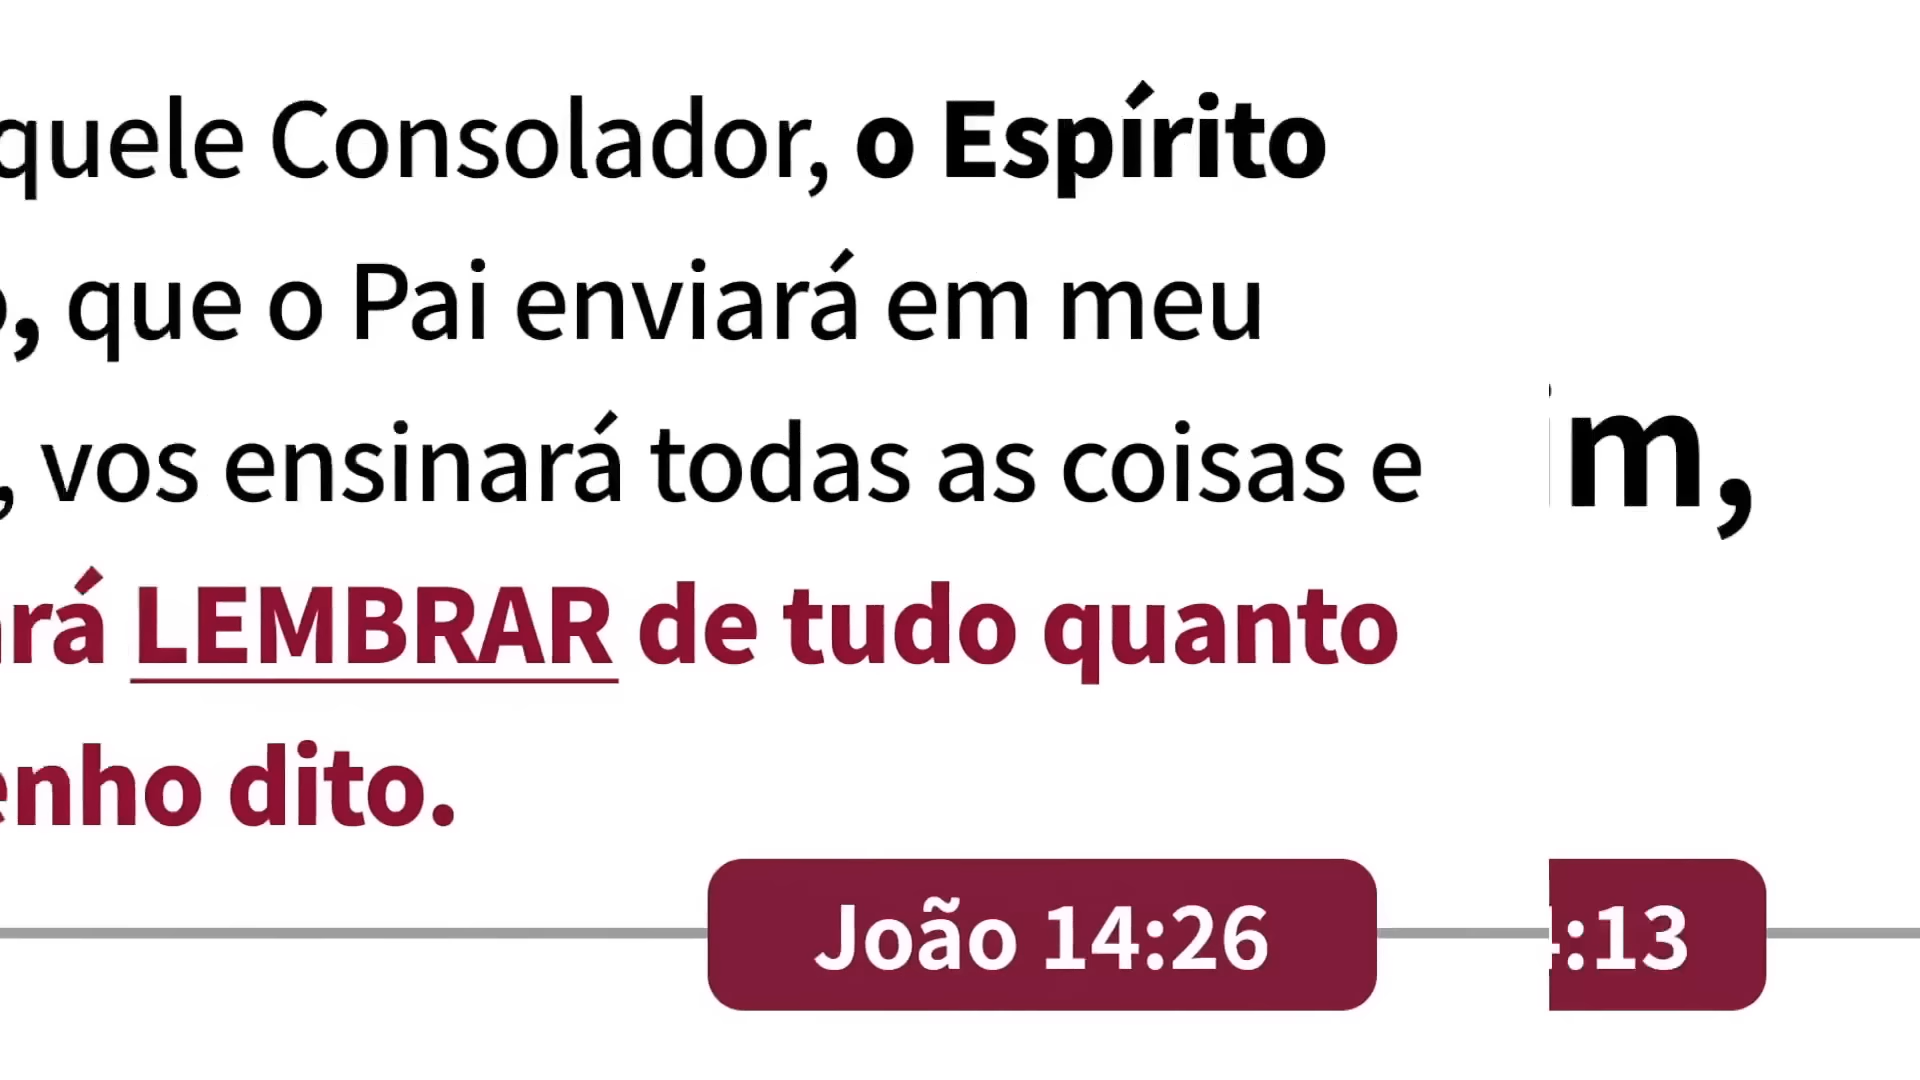 quele Consolador, o Espírito
, que o Pai enviará em meu
, vos ensinará todas as coisas e
rá LEMBRAR de tudo quanto
enho dito.
João 14:26
m,
:13